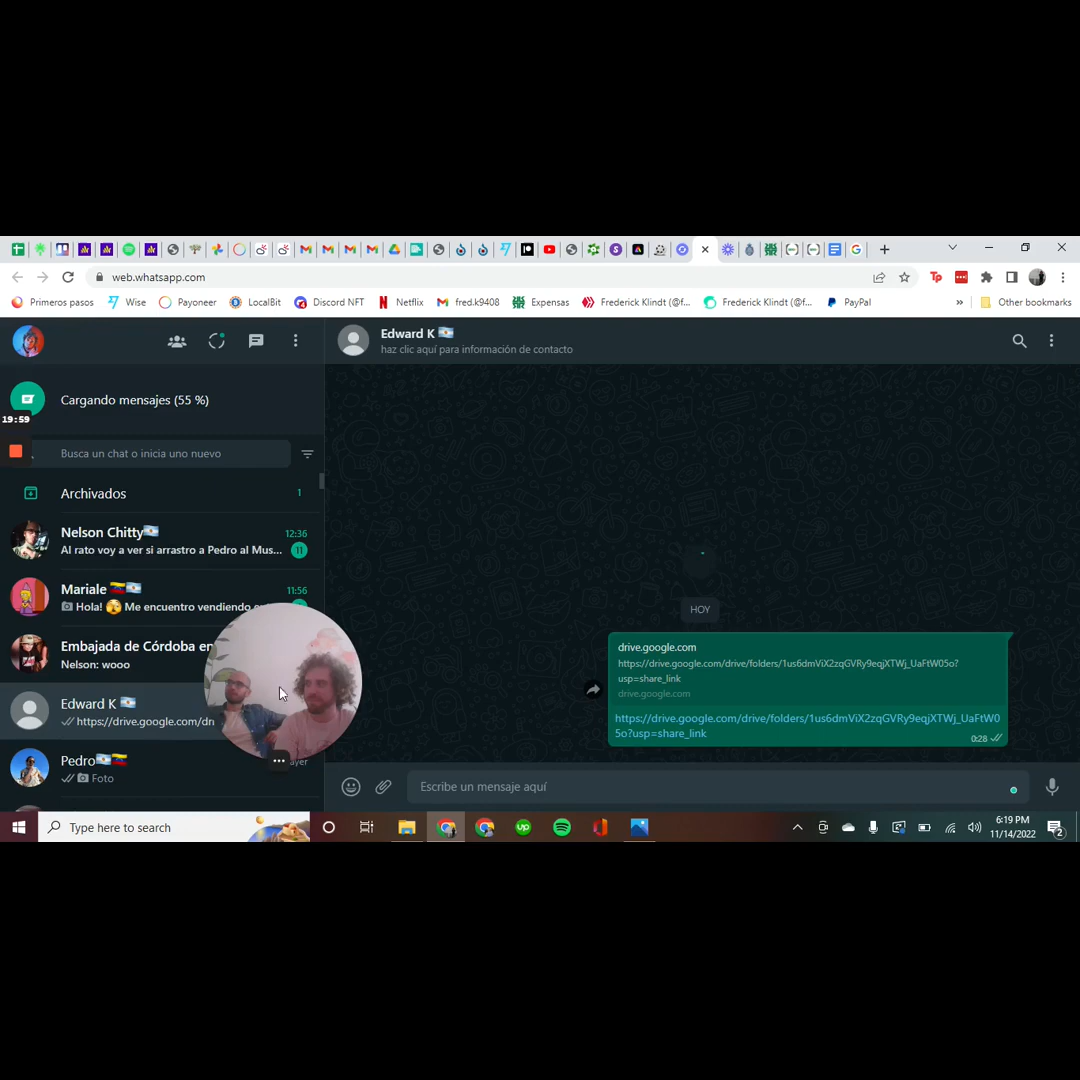 web.whatsapp.com
Primeros pasos
Wise
Payoneer
LocalBit
Discord NFT
Netflix
fred.k9408
Expensas
Frederick Klindt (@f...
Frederick Klindt (@f...
PayPal
»
Other bookmarks
Edward K
haz clic aquí para información de contacto
Cargando mensajes (55 %)
19:59
Busca un chat o inicia uno nuevo
Archivados
1
Nelson Chitty
12:36
Al rato voy a ver si arrastro a Pedro al Mus...
11
Mariale
11:56
Hola! 🫣 Me encuentro vendiendo
Embajada de Córdoba en
Nelson: wooo
Edward K
https://drive.google.com/dr
Pedro
Foto
ayer
HOY
drive.google.com
https://drive.google.com/drive/folders/1us6dmViX2zqGVRy9eqjXTWj_UaFtW05o?
usp=share_link
drive.google.com
https://drive.google.com/drive/folders/1us6dmViX2zqGVRy9eqjXTWj_UaFtW0
5o?usp=share_link
0:28
Escribe un mensaje aquí
Type here to search
up
6:19 PM
11/14/2022
2